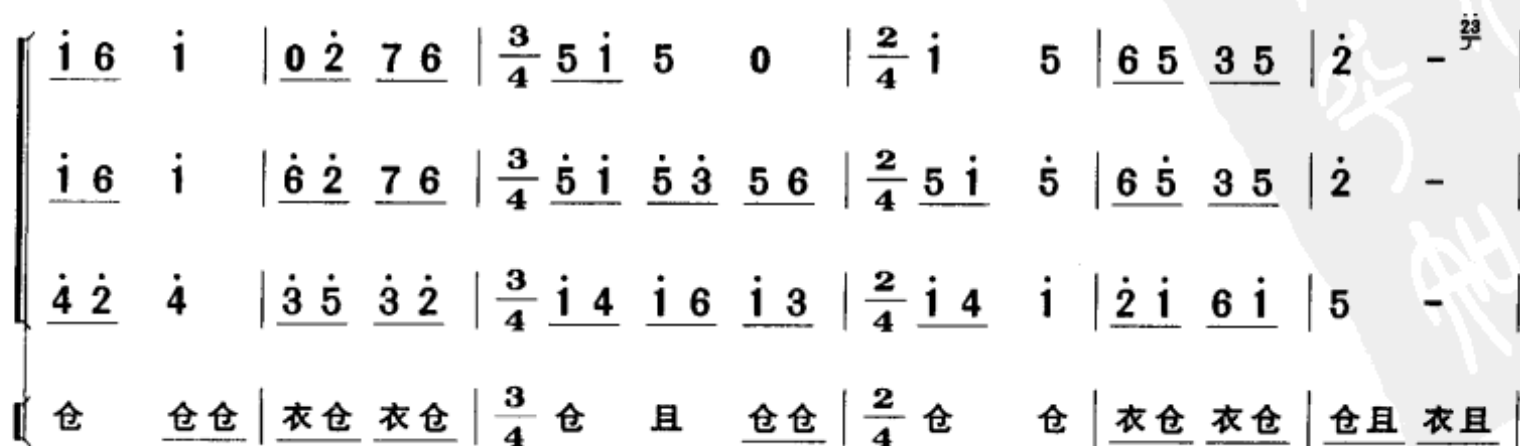 i̇ 6 i̇ | 0 2̇ 7 6 | 3/4 5 i̇ 5 0 | 2/4 i̇ 5 | 6 5 3 5 | 2̇ - 2̇3̇
i̇ 6 i̇ | 6̇ 2̇ 7 6 | 3/4 5̇ i̇ 5̇ 3̇ 5 6 | 2/4 5 i̇ 5̇ | 6 5̇ 3 5 | 2̇ -
4̇ 2̇ 4̇ | 3̇ 5̇ 3̇ 2̇ | 3/4 i̇ 4 i̇ 6 i̇ 3 | 2/4 i̇ 4 i̇ | 2̇ i̇ 6 i̇ | 5 -
仓 仓仓 | 衣仓 衣仓 | 3/4 仓 且 仓仓 | 2/4 仓 仓 | 衣仓 衣仓 | 仓且 衣且